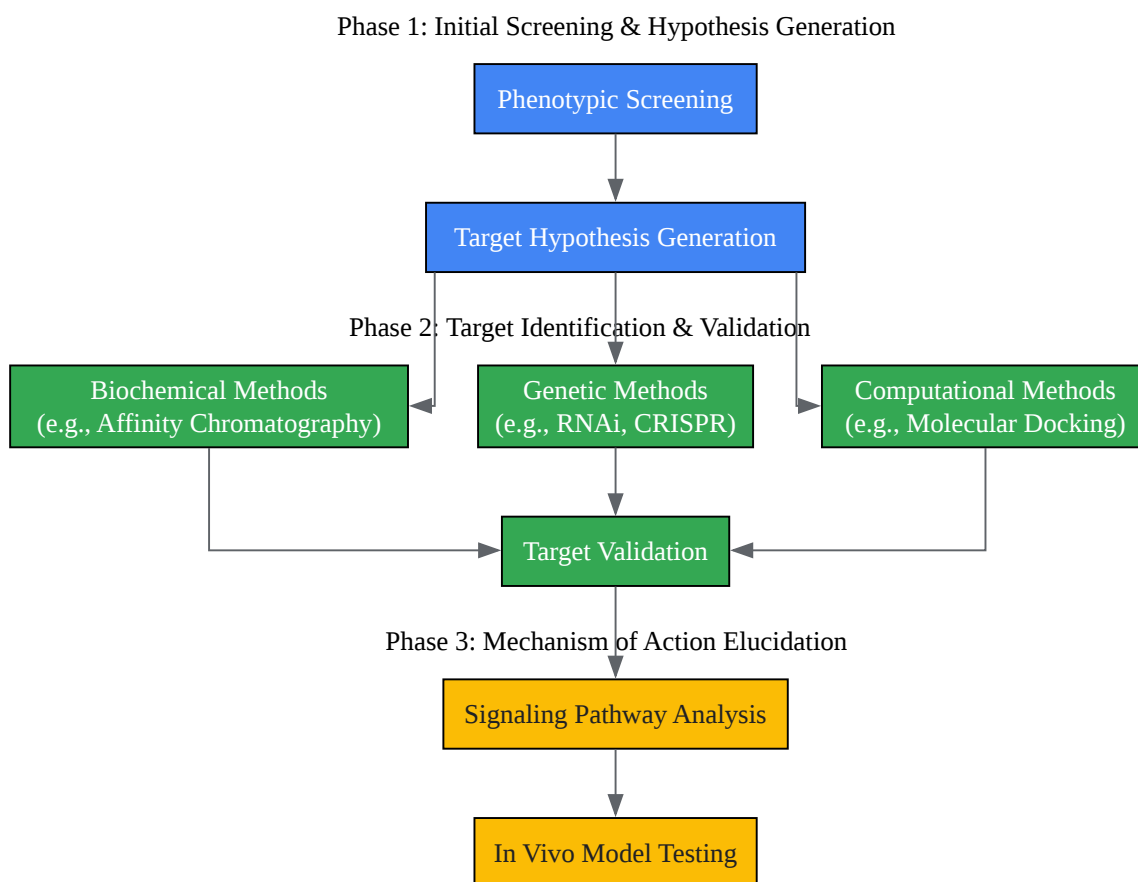 Phase 1: Initial Screening & Hypothesis Generation
Phenotypic Screening
Target Hypothesis Generation
Phase 2: Target Identification & Validation
Biochemical Methods
(e.g., Affinity Chromatography)
Genetic Methods
(e.g., RNAi, CRISPR)
Computational Methods
(e.g., Molecular Docking)
Target Validation
Phase 3: Mechanism of Action Elucidation
Signaling Pathway Analysis
In Vivo Model Testing